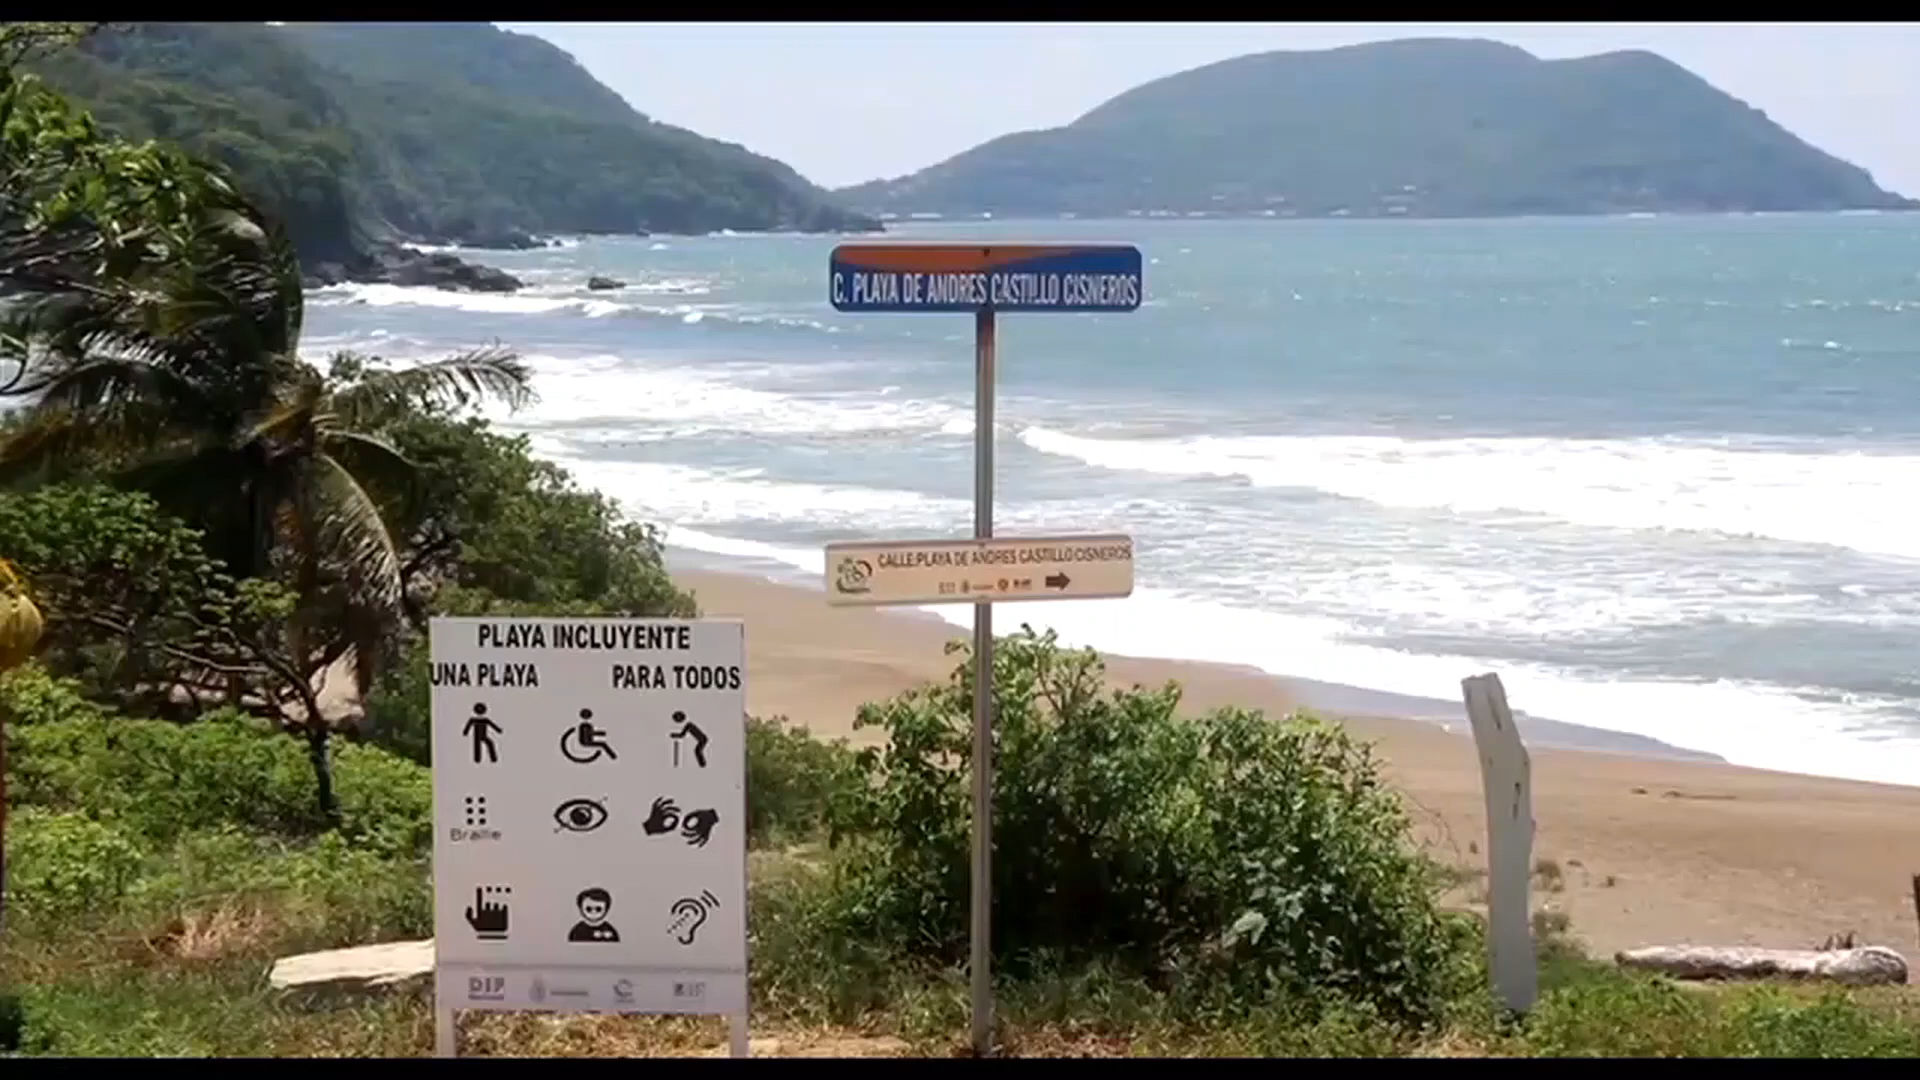 C. PLAYA DE ANDRES CASTILLO CISNEROS
CALLE:PLAYA DE ANDRES CASTILLO CISNEROS
PLAYA INCLUYENTE
UNA PLAYA PARA TODOS
Braille
DIF